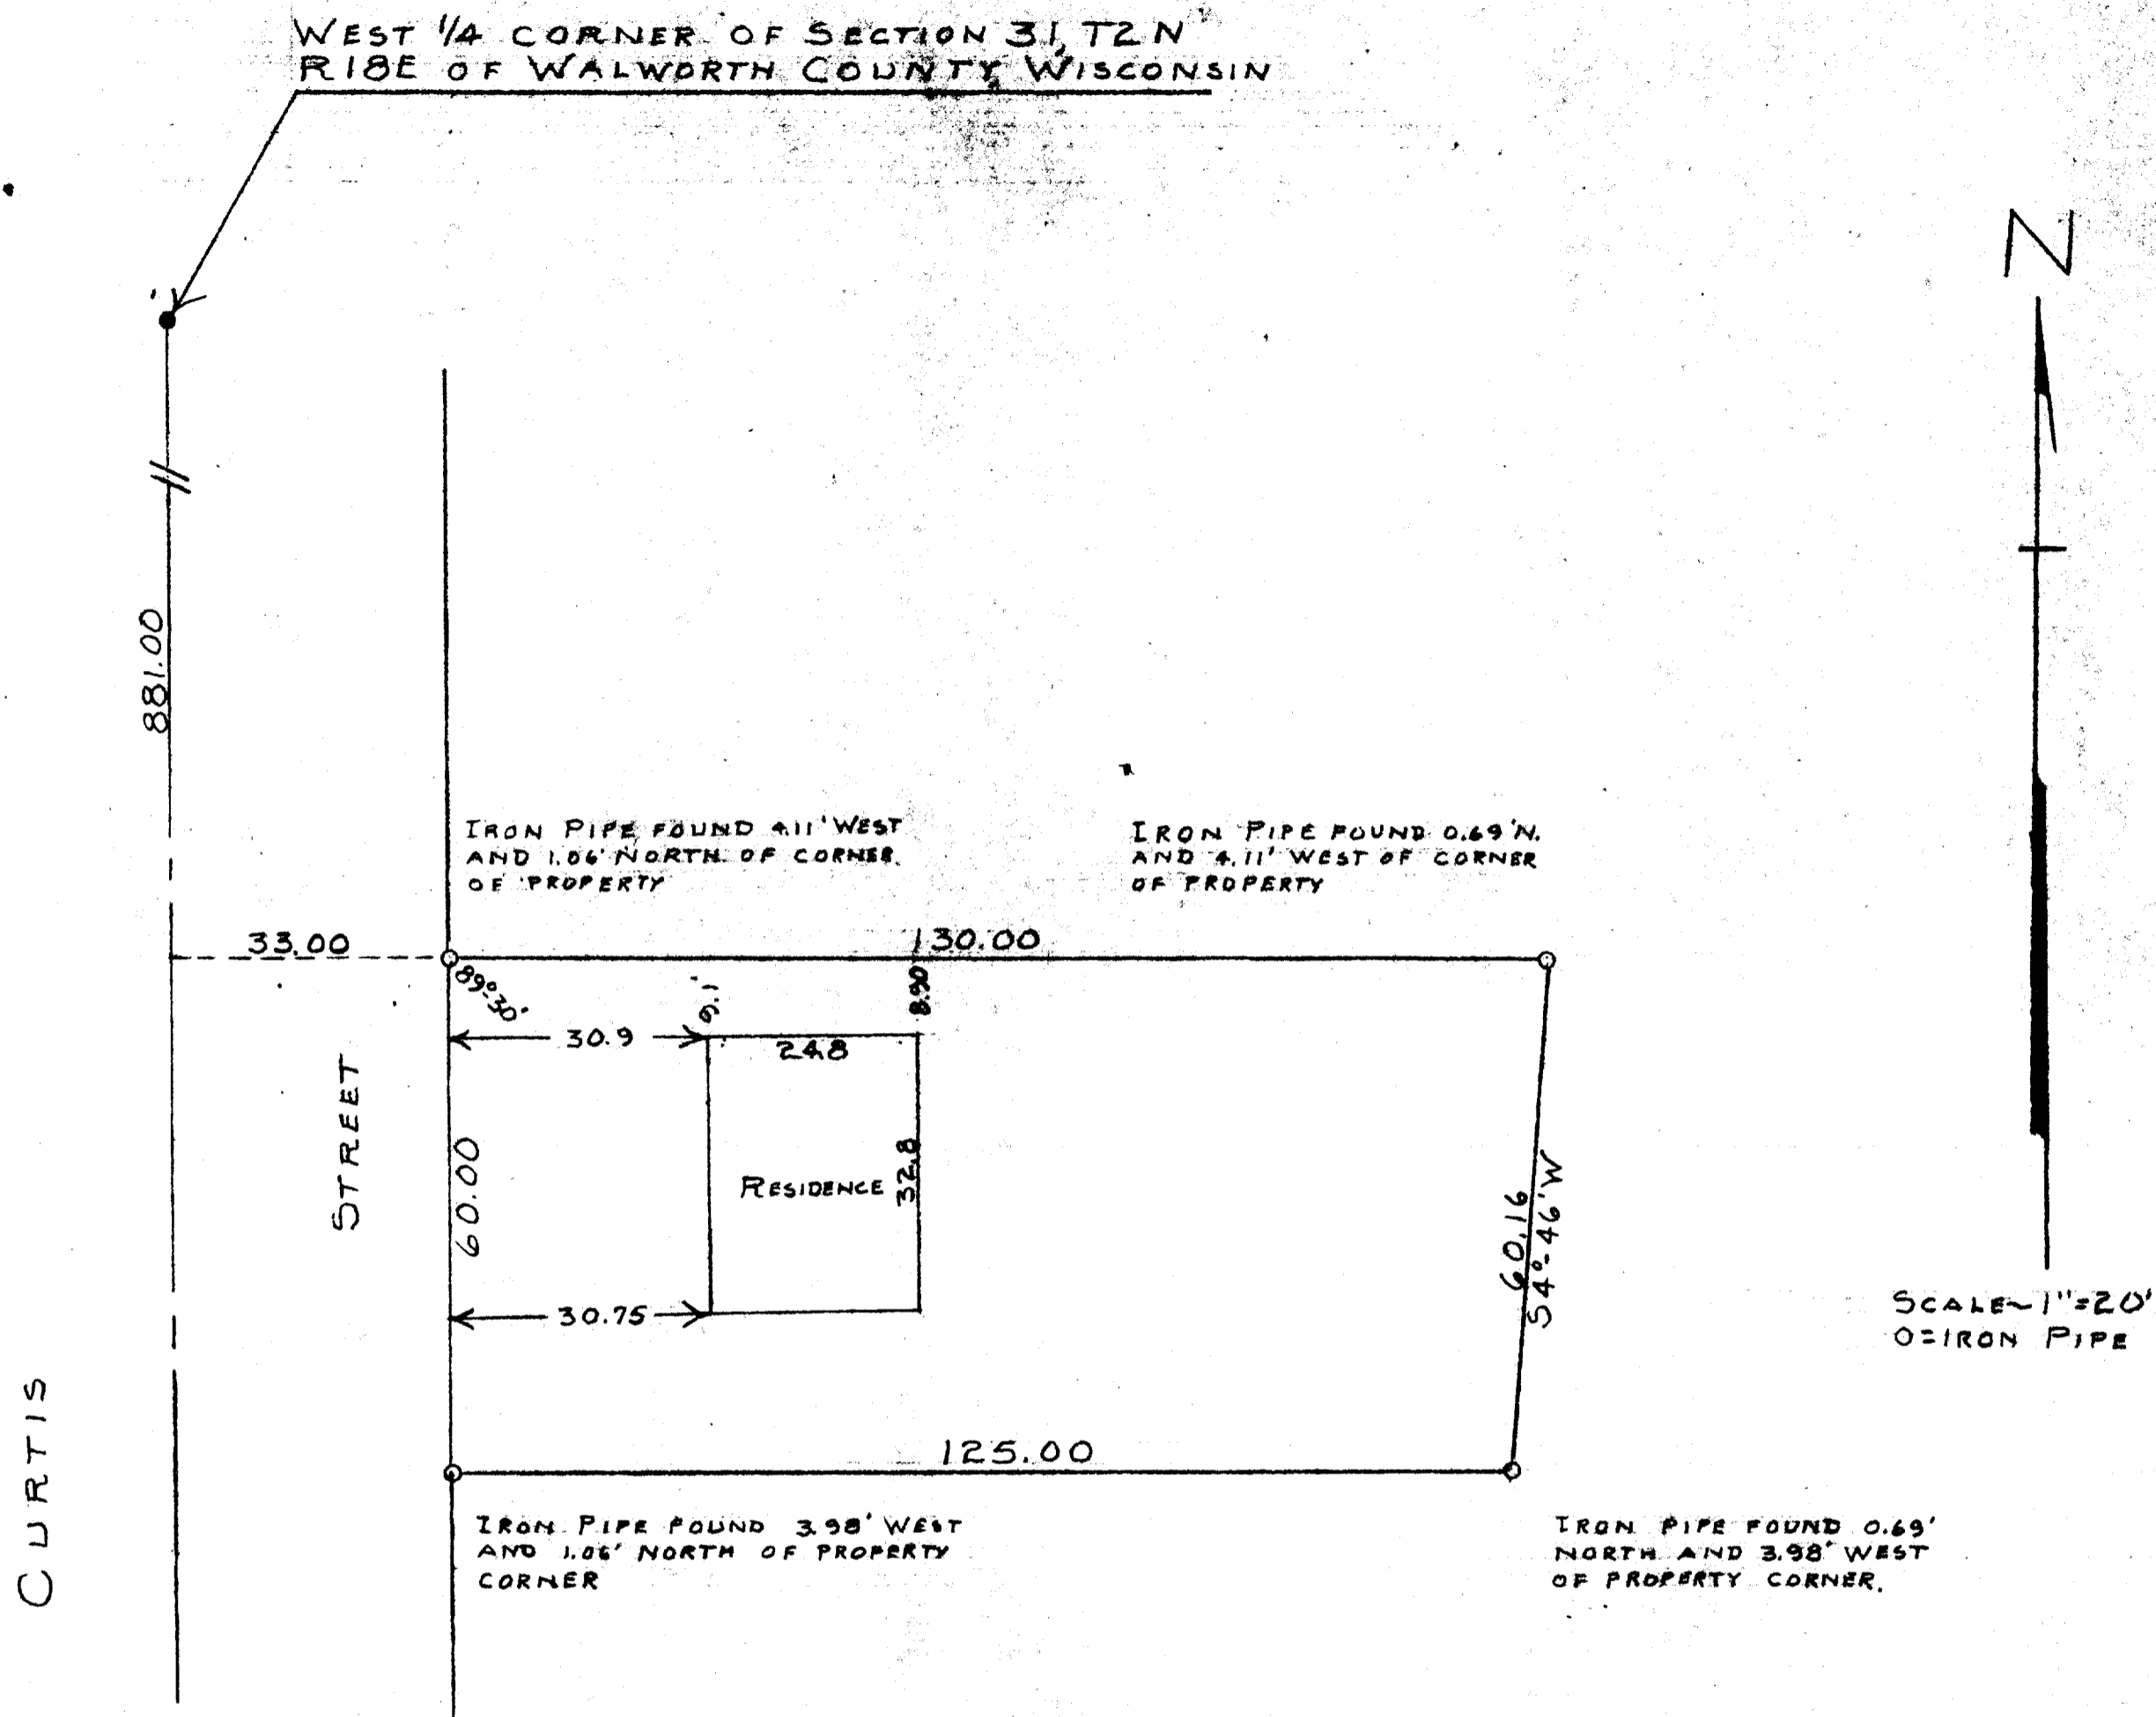 WEST 1/4 CORNER OF SECTION 31, T2N
R18E OF WALWORTH COUNTY, WISCONSIN
N
881.00
IRON PIPE FOUND 4.11' WEST
AND 1.06' NORTH OF CORNER
OF PROPERTY
IRON PIPE FOUND 0.69' N.
AND 4.11' WEST OF CORNER
OF PROPERTY
33.00
130.00
89°-30'
9.1'
8.90
30.9
24.8
STREET
60.00
RESIDENCE
32.8
60.16
S4°-46'W
30.75
SCALE~1"=20'
O=IRON PIPE
CURTIS
125.00
IRON PIPE FOUND 3.98' WEST
AND 1.06' NORTH OF PROPERTY
CORNER
IRON PIPE FOUND 0.69'
NORTH AND 3.98' WEST
OF PROPERTY CORNER.